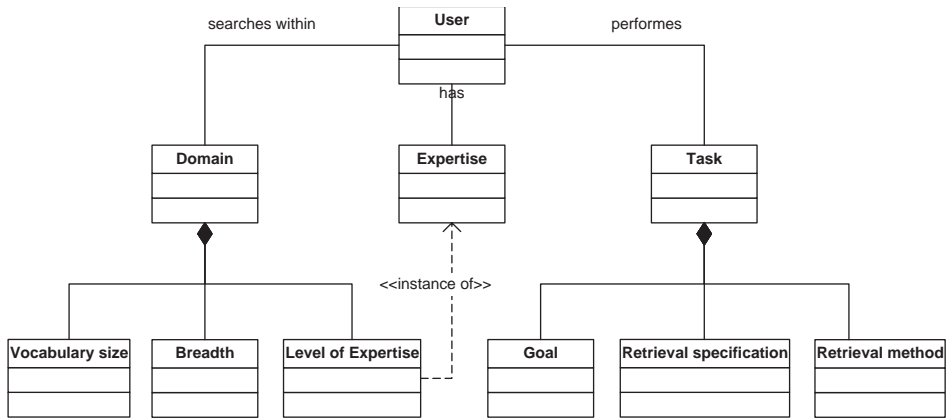 User
searches within
performes
has
Domain
Expertise
Task
<<instance of>>
Vocabulary size
Breadth
Level of Expertise
Goal
Retrieval specification
Retrieval method